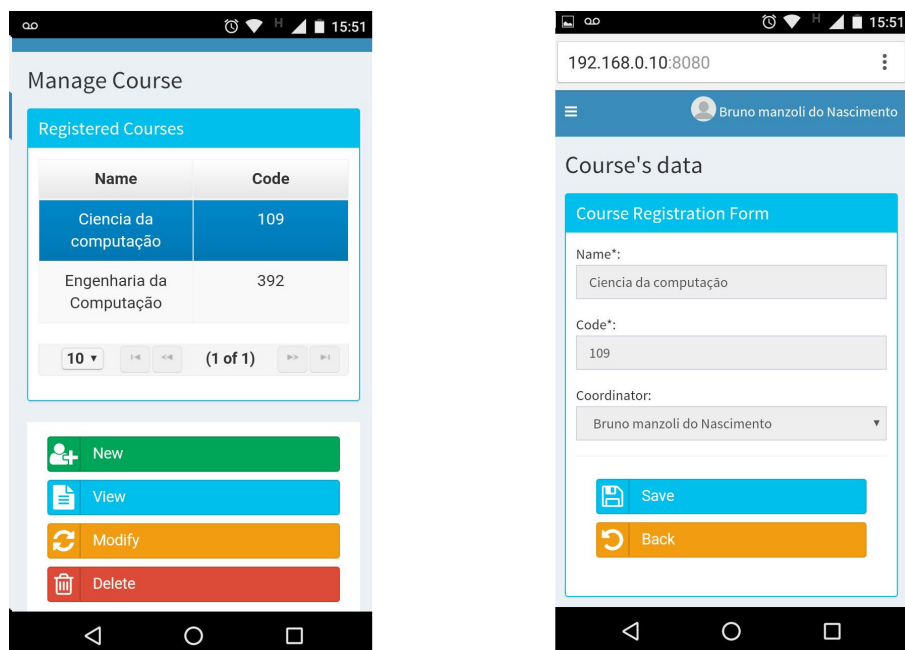 H 15:51
Manage Course
Registered Courses
Name Code
Ciencia da 109
computação
Engenharia da 392
Computação
10 (1 of 1)
New
View
Modify
Delete
H 15:51
192.168.0.10:8080
Bruno manzoli do Nascimento
Course's data
Course Registration Form
Name*:
Ciencia da computação
Code*:
109
Coordinator:
Bruno manzoli do Nascimento
Save
Back